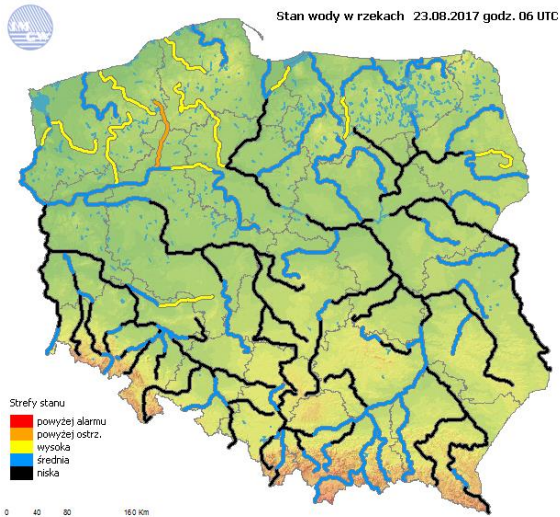 IMGW
Stan wody w rzekach 23.08.2017 godz. 06 UTC
Strefy stanu
powyżej alarmu
powyżej ostrz.
wysoka
średnia
niska
0 40 80 160 Km